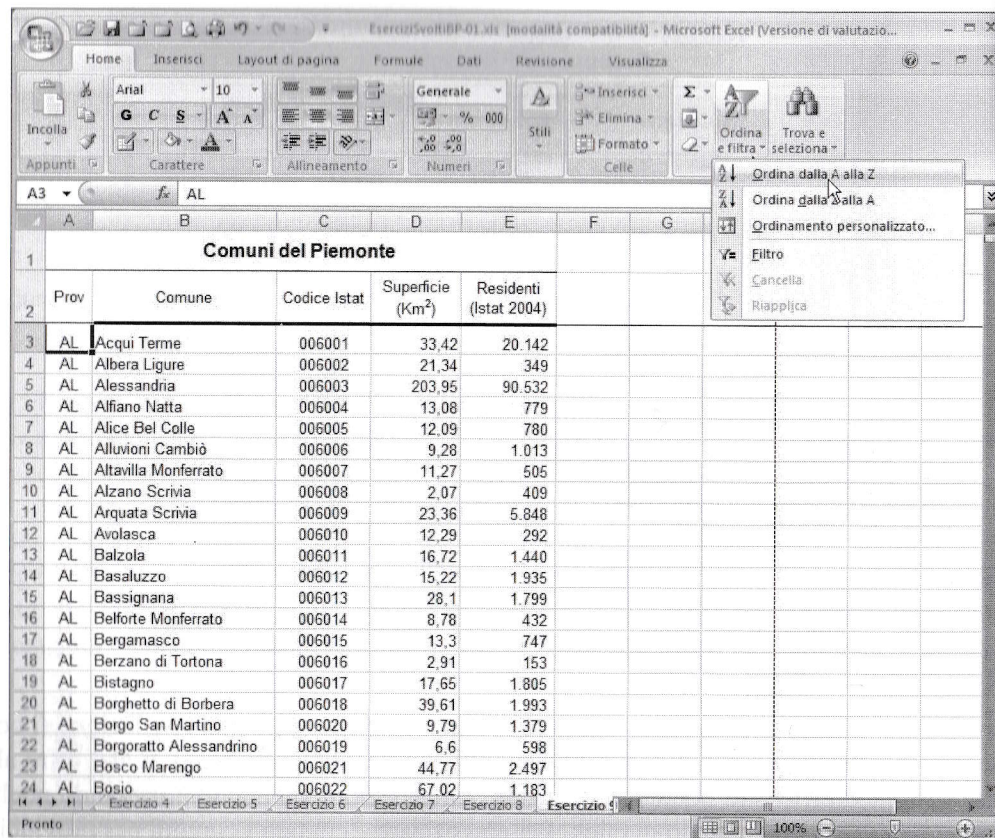 EserciziSvoltiBP-01.xls [modalità compatibilità] - Microsoft Excel (Versione di valutazio...
Home Inserisci Layout di pagina Formule Dati Revisione Visualizza
Incolla
Appunti
Arial 10
G C S A A
A
Carattere
Allineamento
Generale
% 000
,0 ,00
,00 ,0
Numeri
Stili
Inserisci
Elimina
Formato
Celle
Σ
Ordina e filtra
Trova e seleziona
Ordina dalla A alla Z
Ordina dalla Z alla A
Ordinamento personalizzato...
Filtro
Cancella
Riapplica
A3 fx AL
A B C D E F G
1 Comuni del Piemonte
2 Prov Comune Codice Istat Superficie (Km²) Residenti (Istat 2004)
3 AL Acqui Terme 006001 33,42 20.142
4 AL Albera Ligure 006002 21,34 349
5 AL Alessandria 006003 203,95 90.532
6 AL Alfiano Natta 006004 13,08 779
7 AL Alice Bel Colle 006005 12,09 780
8 AL Alluvioni Cambiò 006006 9,28 1.013
9 AL Altavilla Monferrato 006007 11,27 505
10 AL Alzano Scrivia 006008 2,07 409
11 AL Arquata Scrivia 006009 23,36 5.848
12 AL Avolasca 006010 12,29 292
13 AL Balzola 006011 16,72 1.440
14 AL Basaluzzo 006012 15,22 1.935
15 AL Bassignana 006013 28,1 1.799
16 AL Belforte Monferrato 006014 8,78 432
17 AL Bergamasco 006015 13,3 747
18 AL Berzano di Tortona 006016 2,91 153
19 AL Bistagno 006017 17,65 1.805
20 AL Borghetto di Borbera 006018 39,61 1.993
21 AL Borgo San Martino 006020 9,79 1.379
22 AL Borgoratto Alessandrino 006019 6,6 598
23 AL Bosco Marengo 006021 44,77 2.497
24 AL Bosio 006022 67,02 1.183
Esercizio 4 Esercizio 5 Esercizio 6 Esercizio 7 Esercizio 8 Esercizio 9
Pronto 100%